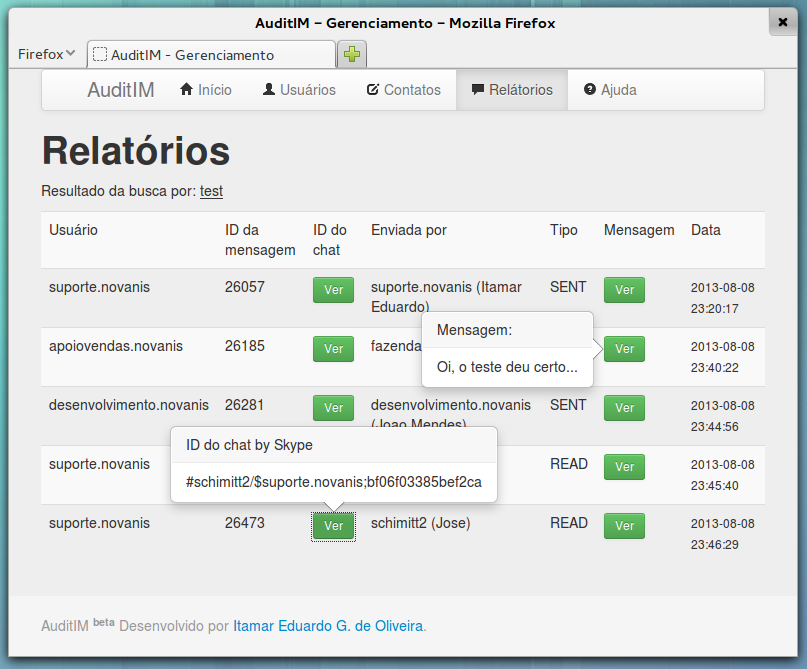 AuditIM – Gerenciamento – Mozilla Firefox
Firefox
AuditIM - Gerenciamento
AuditIM Início Usuários Contatos Relátorios Ajuda
Relatórios
Resultado da busca por: test
Usuário ID da mensagem ID do chat Enviada por Tipo Mensagem Data
suporte.novanis 26057 Ver suporte.novanis (Itamar Eduardo) SENT Ver 2013-08-08 23:20:17
apoiovendas.novanis 26185 Ver fazenda Ver 2013-08-08 23:40:22
Mensagem:
Oi, o teste deu certo...
desenvolvimento.novanis 26281 Ver desenvolvimento.novanis (Joao Mendes) SENT Ver 2013-08-08 23:44:56
suporte.novanis READ Ver 2013-08-08 23:45:40
ID do chat by Skype
#schimitt2/$suporte.novanis;bf06f03385bef2ca
suporte.novanis 26473 Ver schimitt2 (Jose) READ Ver 2013-08-08 23:46:29
AuditIM beta Desenvolvido por Itamar Eduardo G. de Oliveira.